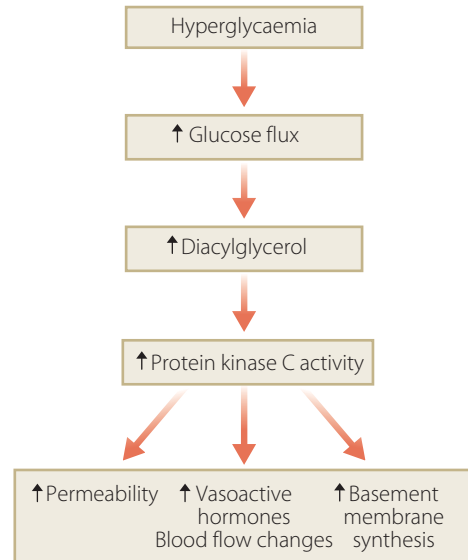 Hyperglycaemia
↑ Glucose flux
↑ Diacylglycerol
↑ Protein kinase C activity
↑ Permeability
↑ Vasoactive
hormones
Blood flow changes
↑ Basement
membrane
synthesis